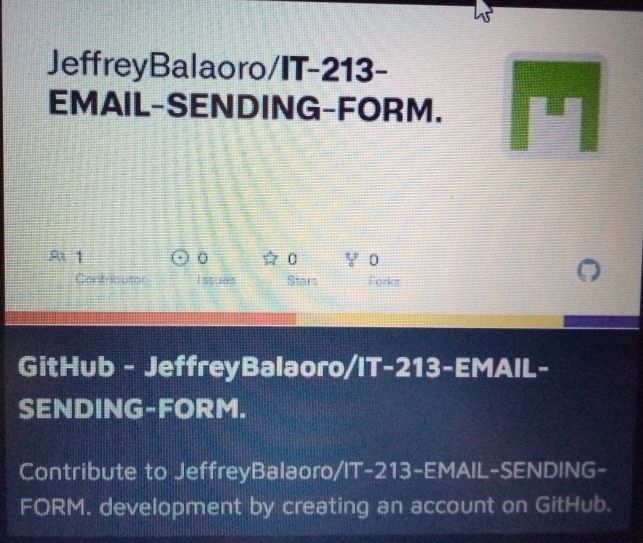 JeffreyBalaoro/IT-213-
EMAIL-SENDING-FORM.
1 0 0 0
Contributor Issues Stars Forks
GitHub - JeffreyBalaoro/IT-213-EMAIL-
SENDING-FORM.
Contribute to JeffreyBalaoro/IT-213-EMAIL-SENDING-
FORM. development by creating an account on GitHub.